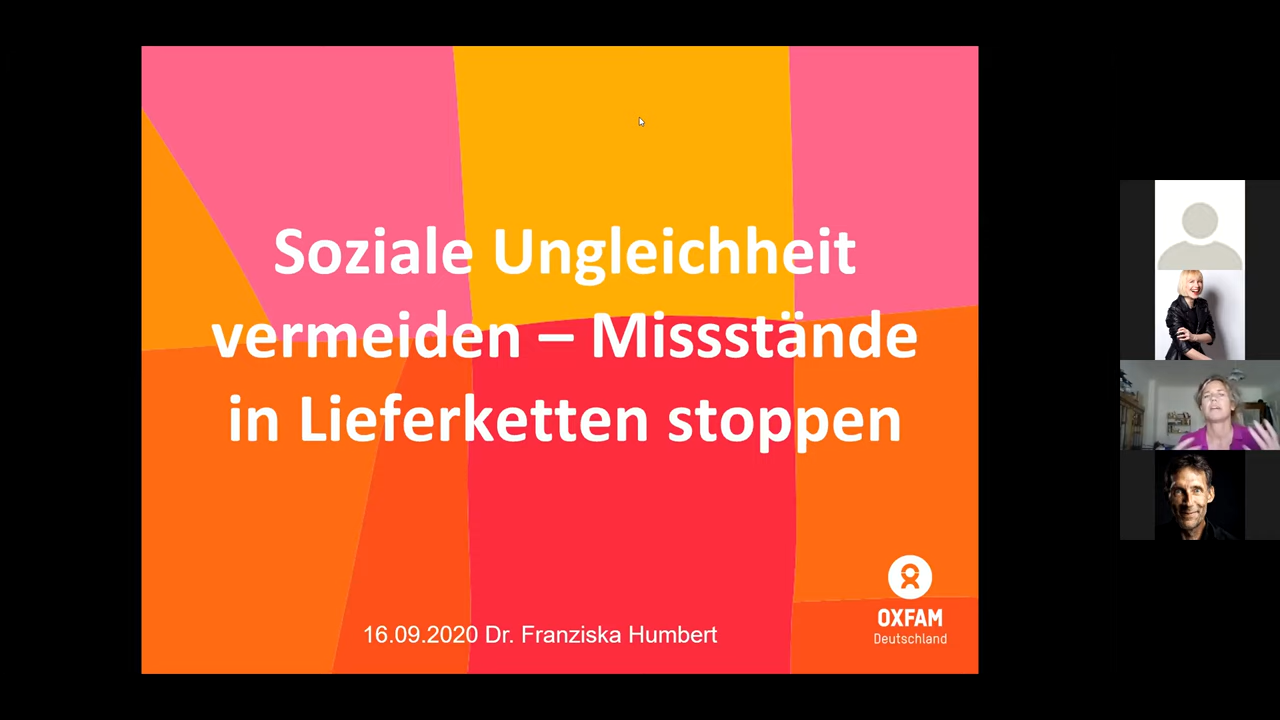 Soziale Ungleichheit
vermeiden – Missstände
in Lieferketten stoppen
16.09.2020 Dr. Franziska Humbert
OXFAM
Deutschland